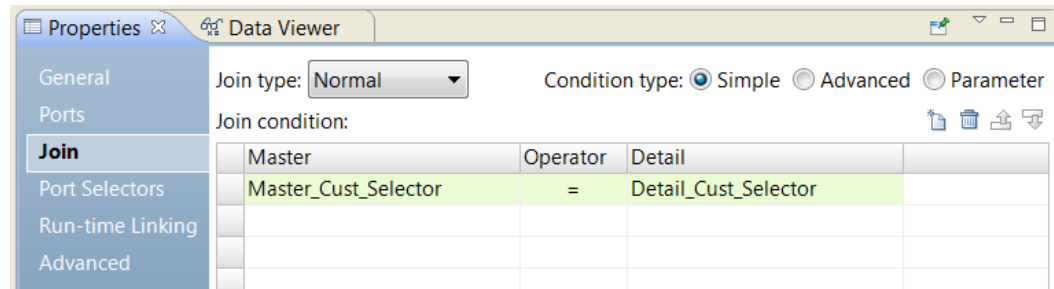 Properties Data Viewer
General
Ports
Join
Port Selectors
Run-time Linking
Advanced
Join type: Normal Condition type: Simple Advanced Parameter
Join condition:
Master Operator Detail
Master_Cust_Selector = Detail_Cust_Selector